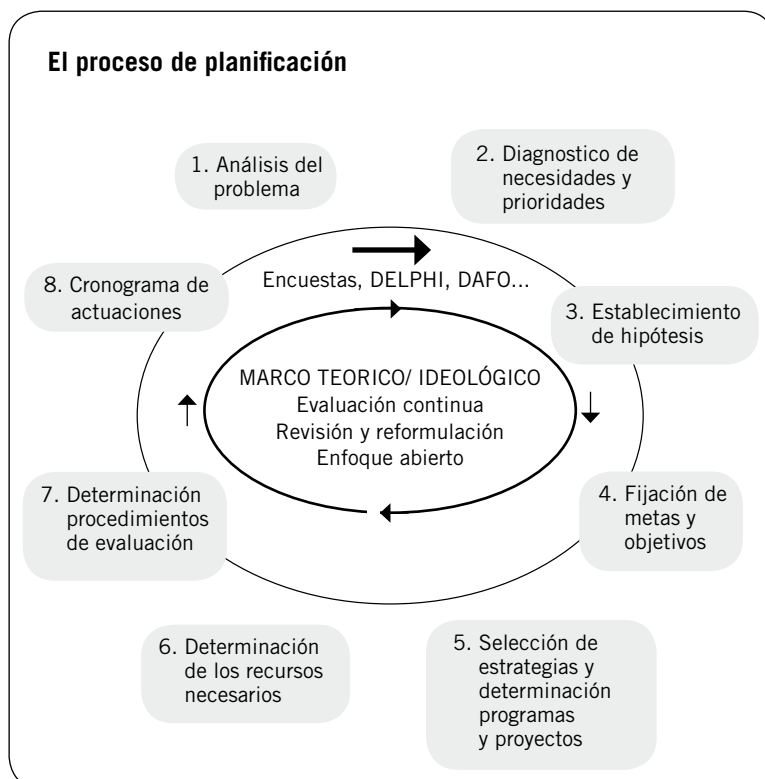 El proceso de planificación
1. Análisis del
problema
2. Diagnostico de
necesidades y
prioridades
Encuestas, DELPHI, DAFO...
3. Establecimiento
de hipótesis
MARCO TEORICO/ IDEOLÓGICO
Evaluación continua
Revisión y reformulación
Enfoque abierto
4. Fijación de
metas y
objetivos
5. Selección de
estrategias y
determinación
programas
y proyectos
6. Determinación
de los recursos
necesarios
7. Determinación
procedimientos
de evaluación
8. Cronograma de
actuaciones